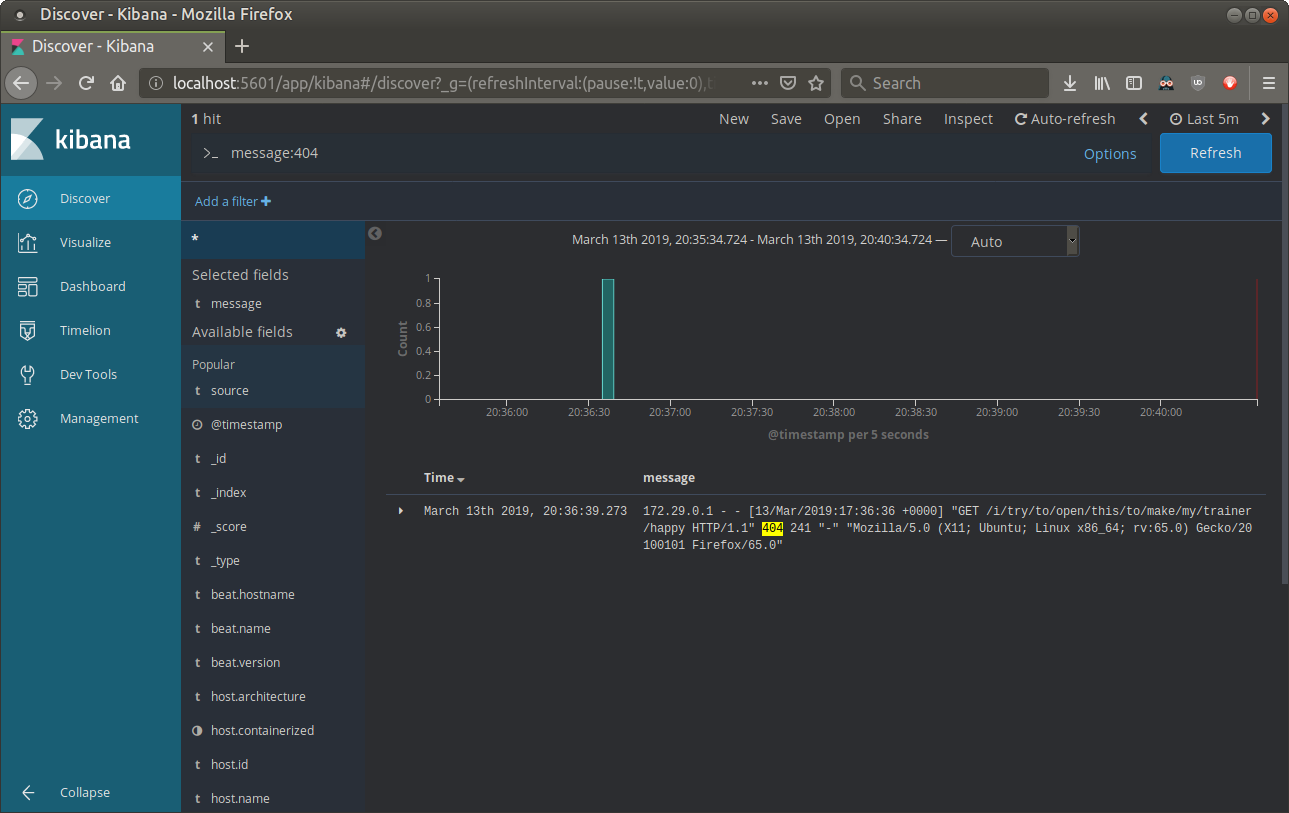 Discover - Kibana - Mozilla Firefox
Discover - Kibana
localhost:5601/app/kibana#/discover?_g=(refreshInterval:(pause:!t,value:0),t
Search
kibana
Discover
Visualize
Dashboard
Timelion
Dev Tools
Management
Collapse
1 hit
New Save Open Share Inspect Auto-refresh Last 5m
>_ message:404
Options
Refresh
Add a filter +
*
Selected fields
t message
Available fields
Popular
t source
@timestamp
t _id
t _index
# _score
t _type
t beat.hostname
t beat.name
t beat.version
t host.architecture
host.containerized
t host.id
t host.name
March 13th 2019, 20:35:34.724 - March 13th 2019, 20:40:34.724 — Auto
Count
1
0.8
0.6
0.4
0.2
0
20:36:00 20:36:30 20:37:00 20:37:30 20:38:00 20:38:30 20:39:00 20:39:30 20:40:00
@timestamp per 5 seconds
Time message
March 13th 2019, 20:36:39.273 172.29.0.1 - - [13/Mar/2019:17:36:36 +0000] "GET /i/try/to/open/this/to/make/my/trainer
/happy HTTP/1.1" 404 241 "-" "Mozilla/5.0 (X11; Ubuntu; Linux x86_64; rv:65.0) Gecko/20
100101 Firefox/65.0"